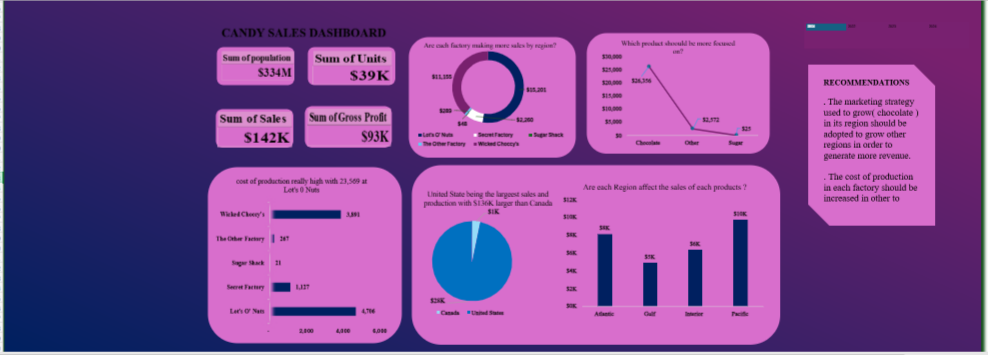 CANDY SALES DASHBOARD
Sum of population
$334M
Sum of Units
$39K
Sum of Sales
$142K
Sum of Gross Profit
$93K
Are each factory making more sales by region?
$11,155
$15,201
$280
$46
$2,260
Lot's O' Nuts
Secret Factory
Sugar Shack
The Other Factory
Wicked Choccy's
Which product should be more focused
on?
$30,000
$25,000
$20,000
$15,000
$10,000
$5,000
$0
$26,356
$2,572
$25
Chocolate
Other
Sugar
RECOMMENDATIONS
. The marketing strategy
used to grow( chocolate )
in its region should be
adopted to grow other
regions in order to
generate more revenue.
. The cost of production
in each factory should be
increased in other to
cost of production really high with 23,569 at
Lot's 0 Nuts
Wicked Choccy's
3,891
The Other Factory
267
Sugar Shack
21
Secret Factory
1,127
Lot's O' Nuts
4,790
-
2,000
4,000
8,000
United State being the largest sales and
production with $136K larger than Canada
$1K
$28K
Canada
United States
Are each Region affect the sales of each products ?
$12K
$10K
$8K
$6K
$4K
$2K
$0K
$8K
$5K
$6K
$10K
Atlantic
Gulf
Interior
Pacific